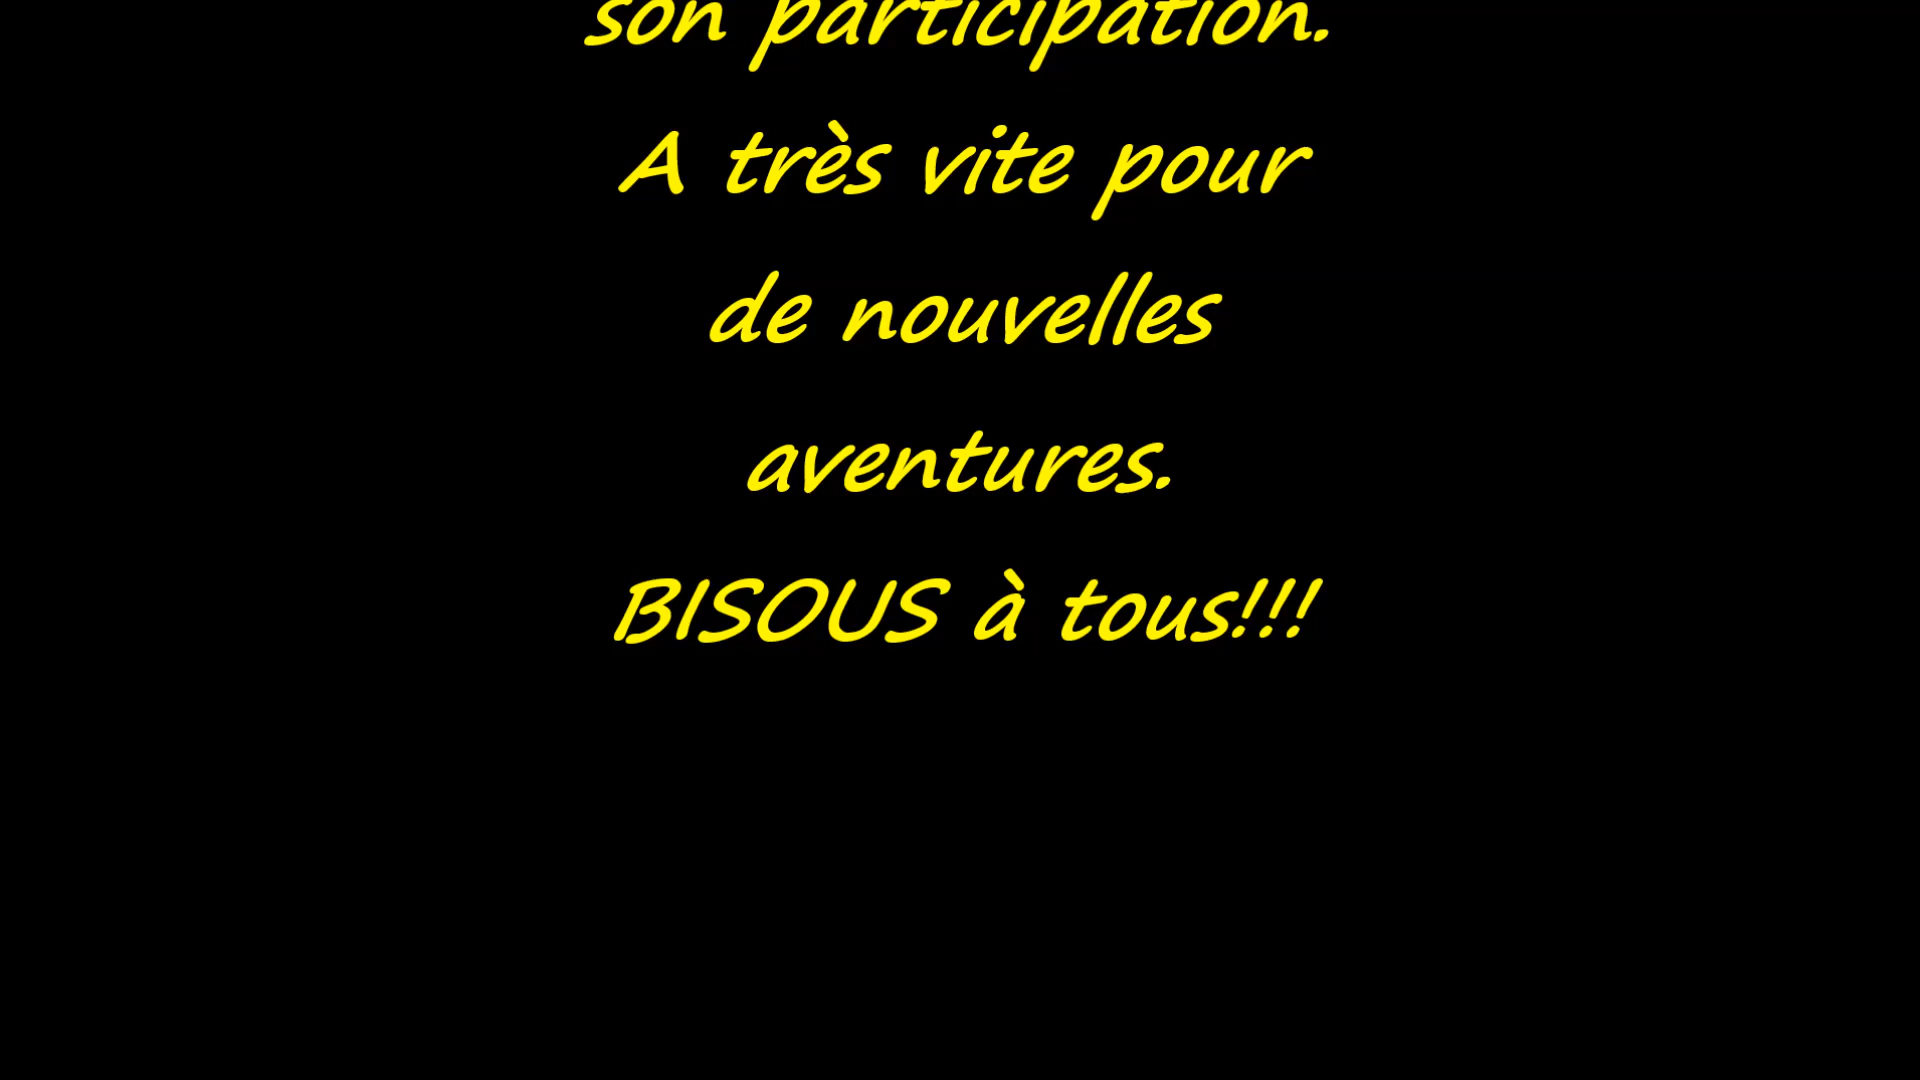 son participation.
A très vite pour
de nouvelles
aventures.
BISOUS à tous!!!